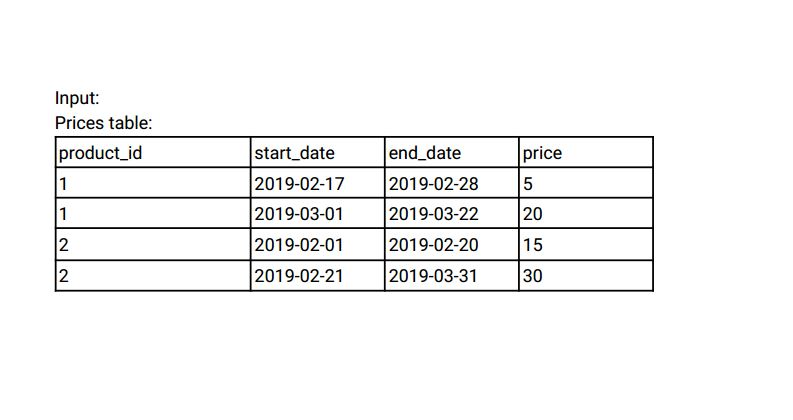 Input:
Prices table:
product_id start_date end_date price
1 2019-02-17 2019-02-28 5
1 2019-03-01 2019-03-22 20
2 2019-02-01 2019-02-20 15
2 2019-02-21 2019-03-31 30